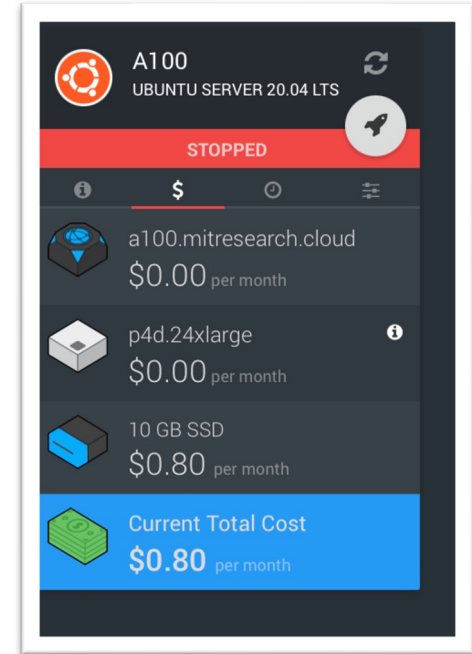 A100
UBUNTU SERVER 20.04 LTS
STOPPED
$
a100.mitresearch.cloud
$0.00 per month
p4d.24xlarge
$0.00 per month
10 GB SSD
$0.80 per month
Current Total Cost
$0.80 per month